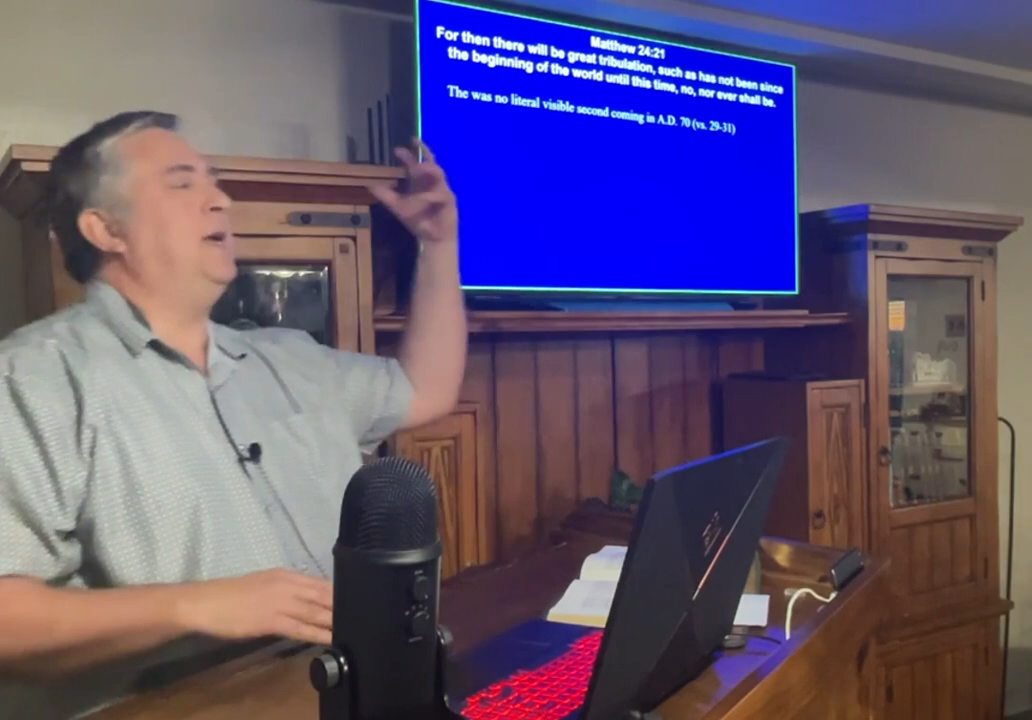 Matthew 24:21
For then there will be great tribulation, such as has not been since
the beginning of the world until this time, no, nor ever shall be.
The was no literal visible second coming in A.D. 70 (vs. 29-31)